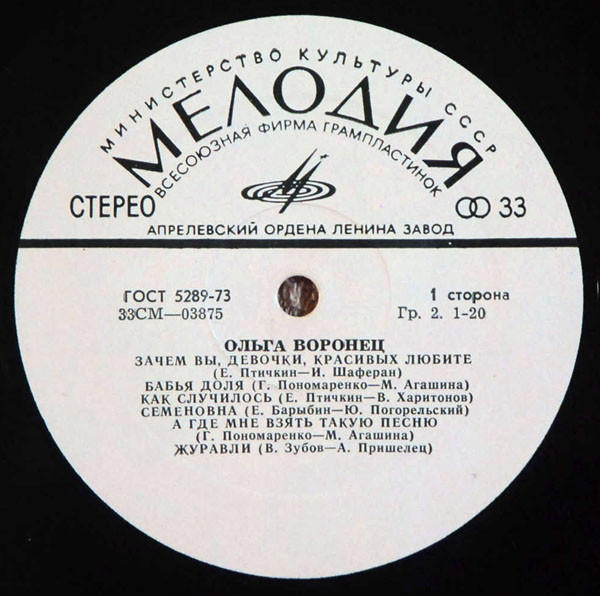 МИНИСТЕРСТВО КУЛЬТУРЫ СССР
МЕЛОДИЯ
ВСЕСОЮЗНАЯ ФИРМА ГРАМПЛАСТИНОК
СТЕРЕО
33
АПРЕЛЕВСКИЙ ОРДЕНА ЛЕНИНА ЗАВОД
ГОСТ 5289-73
1 сторона
33СМ—03875
Гр. 2. 1-20
ОЛЬГА ВОРОНЕЦ
ЗАЧЕМ ВЫ, ДЕВОЧКИ, КРАСИВЫХ ЛЮБИТЕ
(Е. Птичкин—И. Шаферан)
БАБЬЯ ДОЛЯ (Г. Пономаренко—М. Агашина)
КАК СЛУЧИЛОСЬ (Е. Птичкин—В. Харитонов)
СЕМЕНОВНА (Е. Барыбин—Ю. Погорельский)
А ГДЕ МНЕ ВЗЯТЬ ТАКУЮ ПЕСНЮ
(Г. Пономаренко—М. Агашина)
ЖУРАВЛИ (В. Зубов—А. Пришелец)